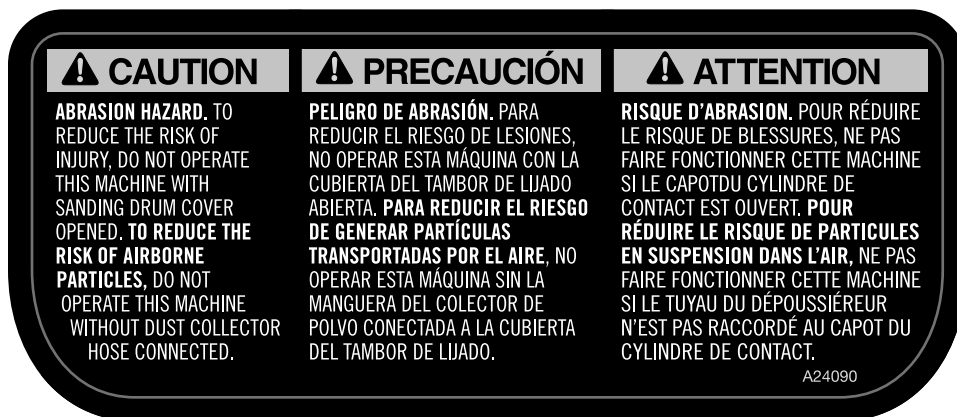 CAUTION
ABRASION HAZARD. TO
REDUCE THE RISK OF
INJURY, DO NOT OPERATE
THIS MACHINE WITH
SANDING DRUM COVER
OPENED. TO REDUCE THE
RISK OF AIRBORNE
PARTICLES, DO NOT
OPERATE THIS MACHINE
WITHOUT DUST COLLECTOR
HOSE CONNECTED.
PRECAUCIÓN
PELIGRO DE ABRASIÓN. PARA
REDUCIR EL RIESGO DE LESIONES,
NO OPERAR ESTA MÁQUINA CON LA
CUBIERTA DEL TAMBOR DE LIJADO
ABIERTA. PARA REDUCIR EL RIESGO
DE GENERAR PARTÍCULAS
TRANSPORTADAS POR EL AIRE, NO
OPERAR ESTA MÁQUINA SIN LA
MANGUERA DEL COLECTOR DE
POLVO CONECTADA A LA CUBIERTA
DEL TAMBOR DE LIJADO.
ATTENTION
RISQUE D'ABRASION. POUR RÉDUIRE
LE RISQUE DE BLESSURES, NE PAS
FAIRE FONCTIONNER CETTE MACHINE
SI LE CAPOTDU CYLINDRE DE
CONTACT EST OUVERT. POUR
RÉDUIRE LE RISQUE DE PARTICULES
EN SUSPENSION DANS L'AIR, NE PAS
FAIRE FONCTIONNER CETTE MACHINE
SI LE TUYAU DU DÉPOUSSIÉREUR
N'EST PAS RACCORDÉ AU CAPOT DU
CYLINDRE DE CONTACT.
A24090